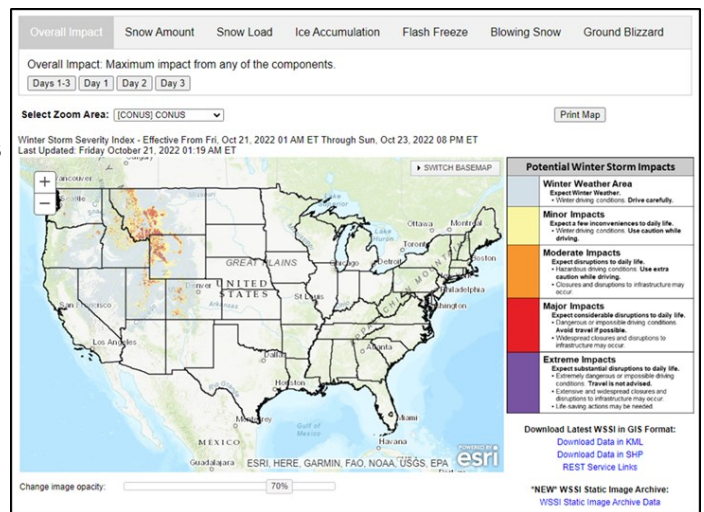 Overall Impact
Snow Amount
Snow Load
Ice Accumulation
Flash Freeze
Blowing Snow
Ground Blizzard
Overall Impact: Maximum impact from any of the components.
Days 1-3
Day 1
Day 2
Day 3
Select Zoom Area:
[CONUS] CONUS
Print Map
Winter Storm Severity Index - Effective From Fri, Oct 21, 2022 01 AM ET Through Sun, Oct 23, 2022 08 PM ET
Last Updated: Friday October 21, 2022 01:19 AM ET
+
−
SWITCH BASEMAP
Calgary
Vancouver
Seattle
Lake Superior
Ottawa
Montreal
Lake Huron
Toronto
Boston
Chicago
Detroit
GREAT PLAINS
Philadelphia
Denver
UNITED STATES
St Louis
Washington
San Francisco
Arkansas
APPALACHIAN MOUNTAINS
Los Angeles
Atlanta
Dallas
Houston
Monterrey
Gulf of Mexico
Miami
MÉXICO
Havana
Guadalajara
ESRI, HERE, GARMIN, FAO, NOAA, USGS, EPA
POWERED BY
esri
Potential Winter Storm Impacts
Winter Weather Area
Expect Winter Weather.
• Winter driving conditions. Drive carefully.
Minor Impacts
Expect a few inconveniences to daily life.
• Winter driving conditions. Use caution while
driving.
Moderate Impacts
Expect disruptions to daily life.
• Hazardous driving conditions. Use extra
caution while driving.
• Closures and disruptions to infrastructure may
occur.
Major Impacts
Expect considerable disruptions to daily life.
• Dangerous or impossible driving conditions.
Avoid travel if possible.
• Widespread closures and disruptions to
infrastructure may occur.
Extreme Impacts
Expect substantial disruptions to daily life.
• Extremely dangerous or impossible driving
conditions. Travel is not advised.
• Extensive and widespread closures and
disruptions to infrastructure may occur.
• Life-saving actions may be needed.
Download Latest WSSI in GIS Format:
Download Data in KML
Download Data in SHP
REST Service Links
*NEW* WSSI Static Image Archive:
WSSI Static Image Archive Data
Change image opacity:
70%